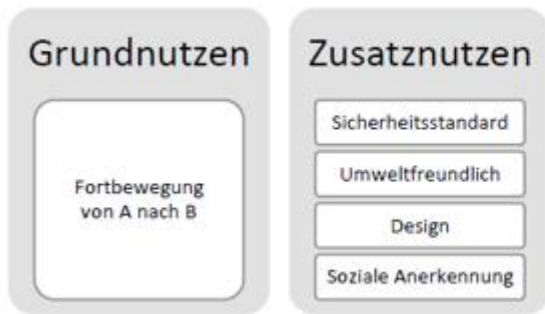 Grundnutzen
Fortbewegung
von A nach B
Zusatznutzen
Sicherheitsstandard
Umweltfreundlich
Design
Soziale Anerkennung